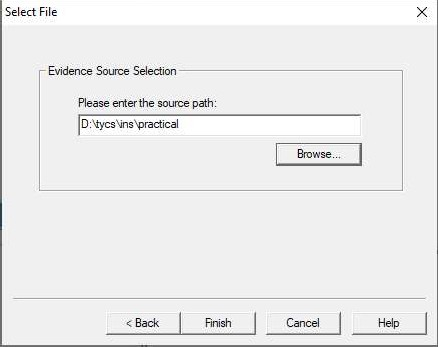 Select File
Evidence Source Selection
Please enter the source path:
D:\tycs\ins\practical
Browse...
< Back
Finish
Cancel
Help